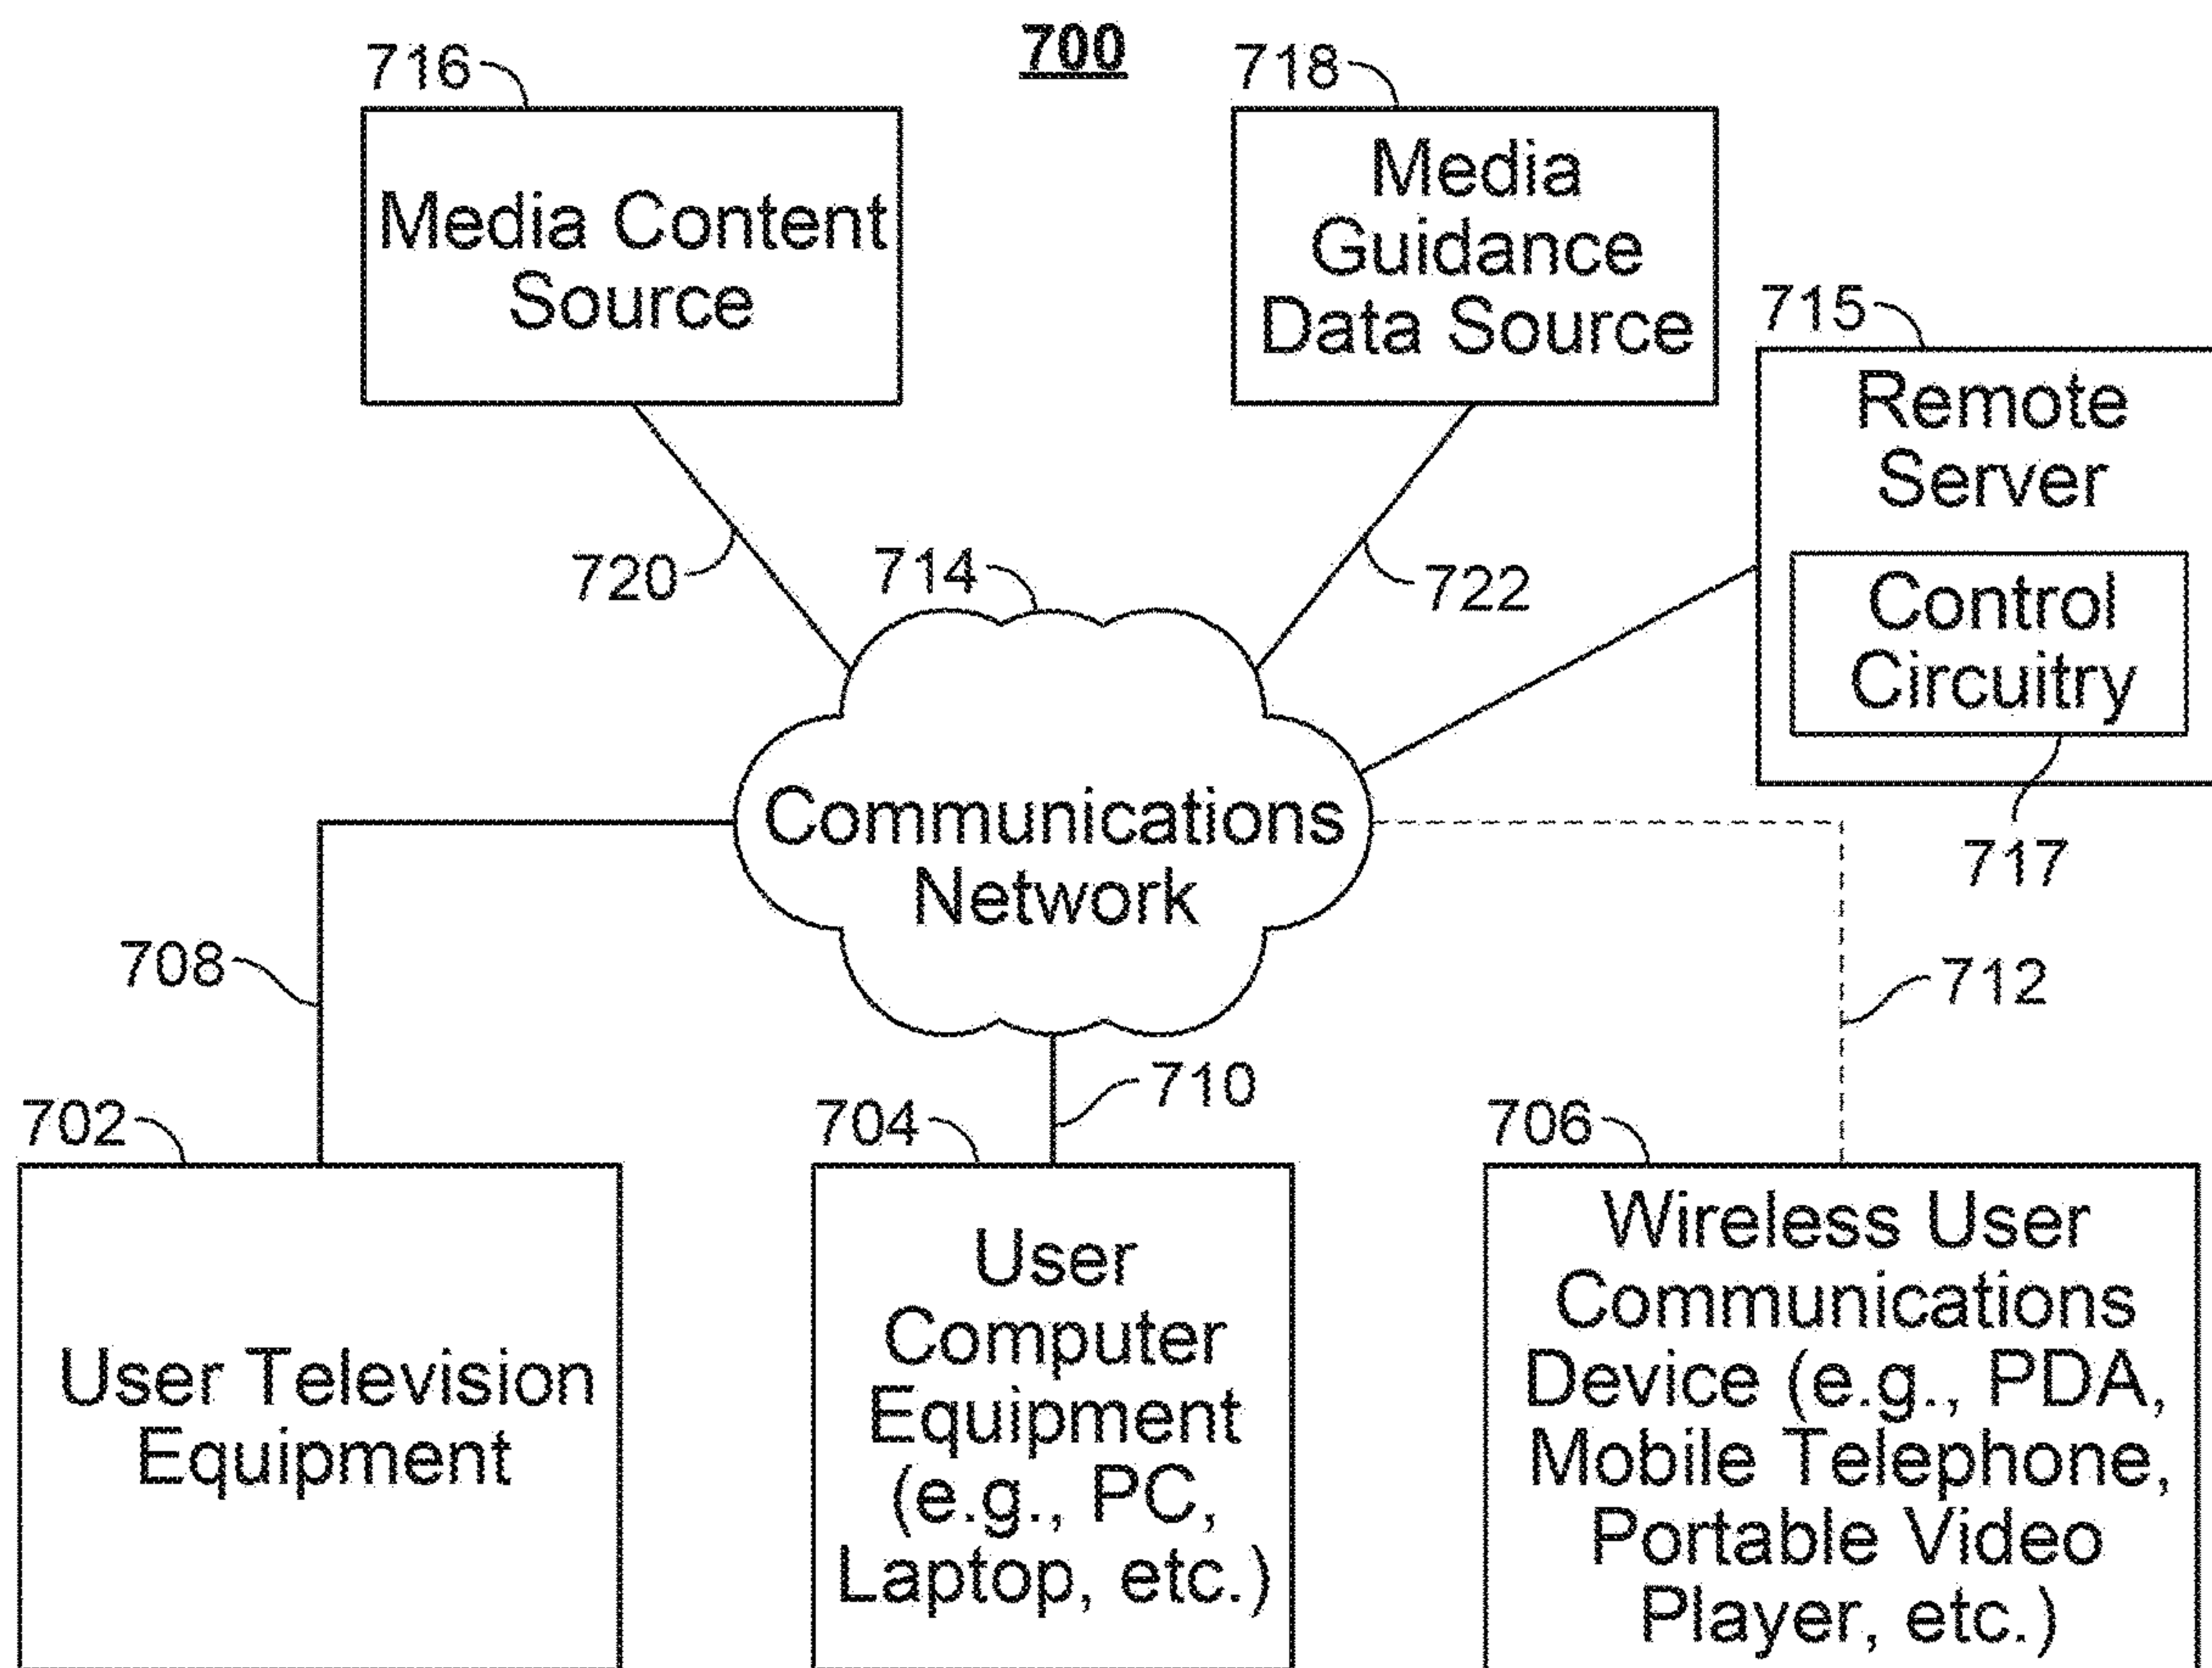 700
716
718
Media Content
Source
Media
Guidance
Data Source
715
Remote
Server
Control
Circuitry
717
720
714
722
Communications
Network
708
712
710
702
704
706
User Television
Equipment
User
Computer
Equipment
(e.g., PC,
Laptop, etc.)
Wireless User
Communications
Device (e.g., PDA,
Mobile Telephone,
Portable Video
Player, etc.)